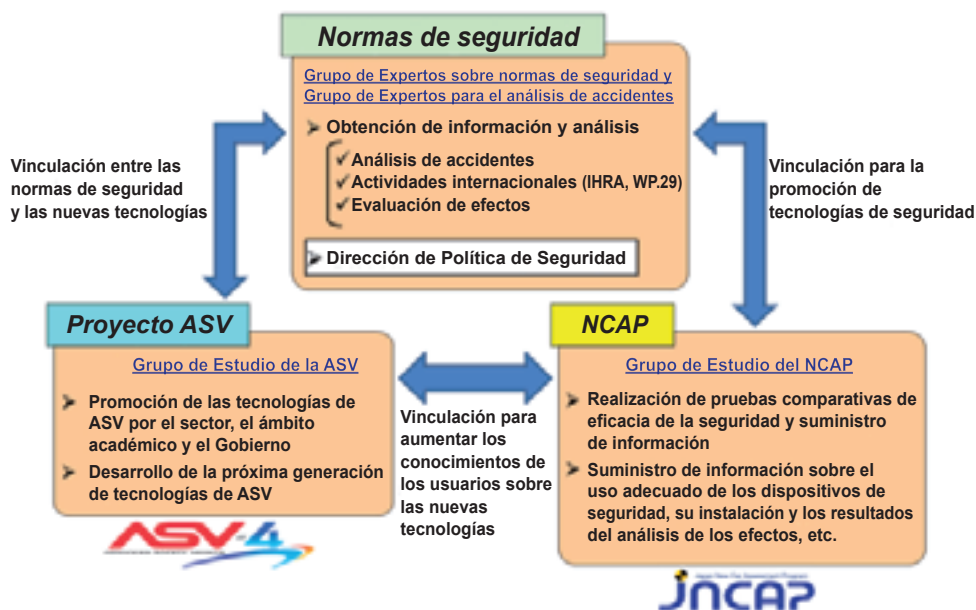 Normas de seguridad
Grupo de Expertos sobre normas de seguridad y
Grupo de Expertos para el análisis de accidentes
➤ Obtención de información y análisis
✓Análisis de accidentes
✓Actividades internacionales (IHRA, WP.29)
✓Evaluación de efectos
➤ Dirección de Política de Seguridad
Vinculación entre las
normas de seguridad
y las nuevas tecnologías
Vinculación para la
promoción de
tecnologías de seguridad
Proyecto ASV
Grupo de Estudio de la ASV
➤ Promoción de las tecnologías de
ASV por el sector, el ámbito
académico y el Gobierno
➤ Desarrollo de la próxima generación
de tecnologías de ASV
ASV-4
Vinculación para
aumentar los
conocimientos de
los usuarios sobre
las nuevas
tecnologías
NCAP
Grupo de Estudio del NCAP
➤ Realización de pruebas comparativas de
eficacia de la seguridad y suministro
de información
➤ Suministro de información sobre el
uso adecuado de los dispositivos de
seguridad, su instalación y los resultados
del análisis de los efectos, etc.
JNCAP